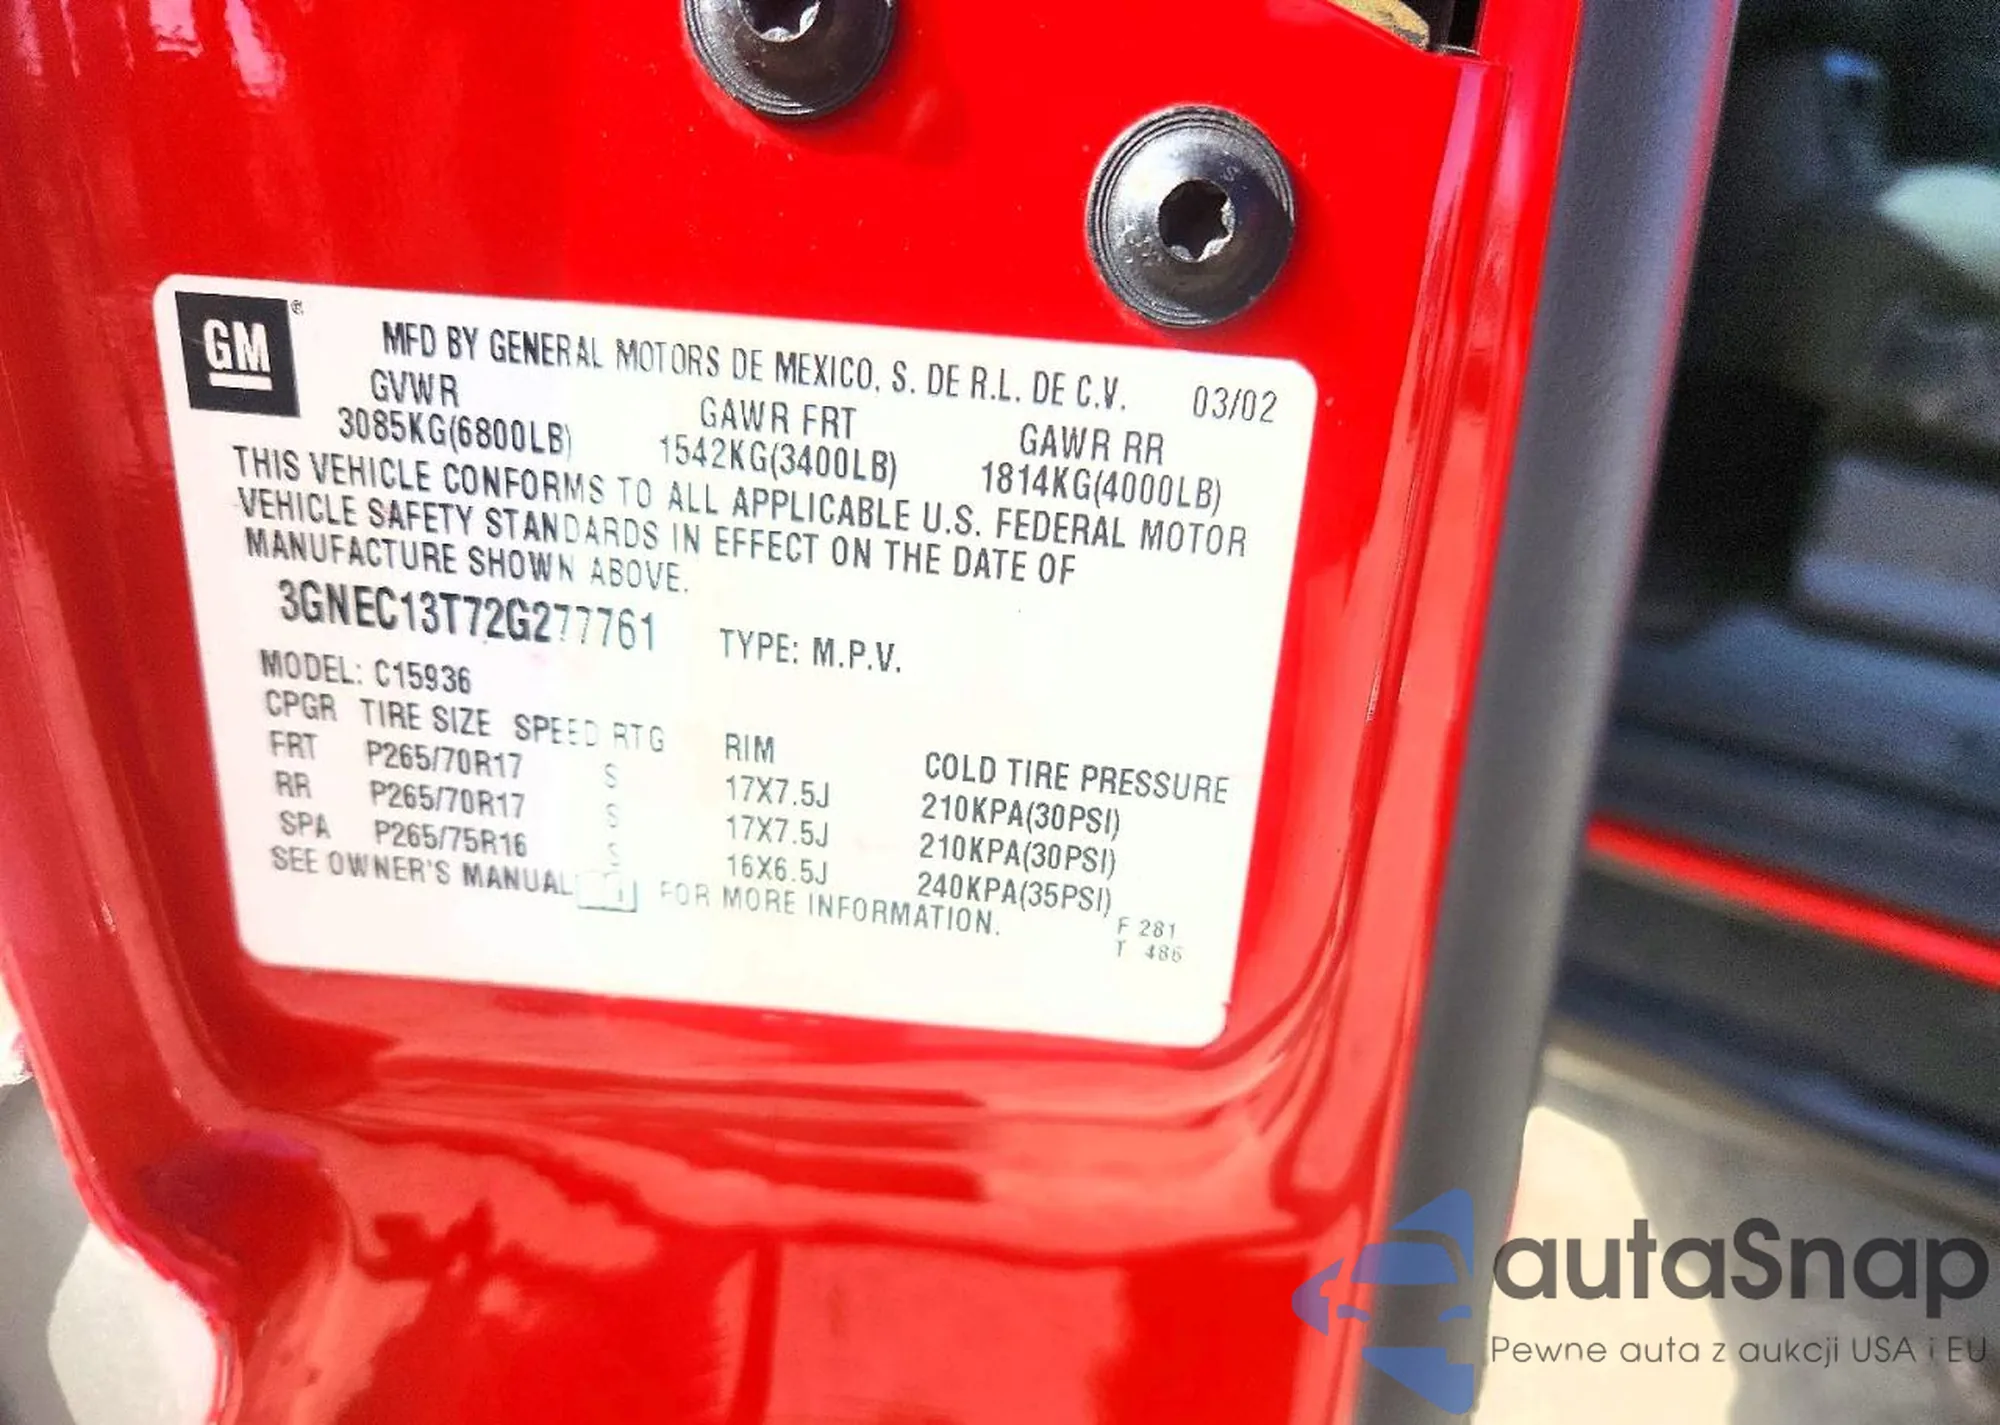 GM®
MFD BY GENERAL MOTORS DE MEXICO, S. DE R.L. DE C.V. 03/02
GVWR GAWR FRT GAWR RR
3085KG(6800LB) 1542KG(3400LB) 1814KG(4000LB)
THIS VEHICLE CONFORMS TO ALL APPLICABLE U.S. FEDERAL MOTOR
VEHICLE SAFETY STANDARDS IN EFFECT ON THE DATE OF
MANUFACTURE SHOWN ABOVE.
3GNEC13T72G277761 TYPE: M.P.V.
MODEL: C15936
CPGR TIRE SIZE SPEED RTG RIM COLD TIRE PRESSURE
FRT P265/70R17 S 17X7.5J 210KPA(30PSI)
RR P265/70R17 S 17X7.5J 210KPA(30PSI)
SPA P265/75R16 S 16X6.5J 240KPA(35PSI)
SEE OWNER'S MANUAL FOR MORE INFORMATION.
F 281
T 486
autaSnap
Pewne auta z aukcji USA i EU